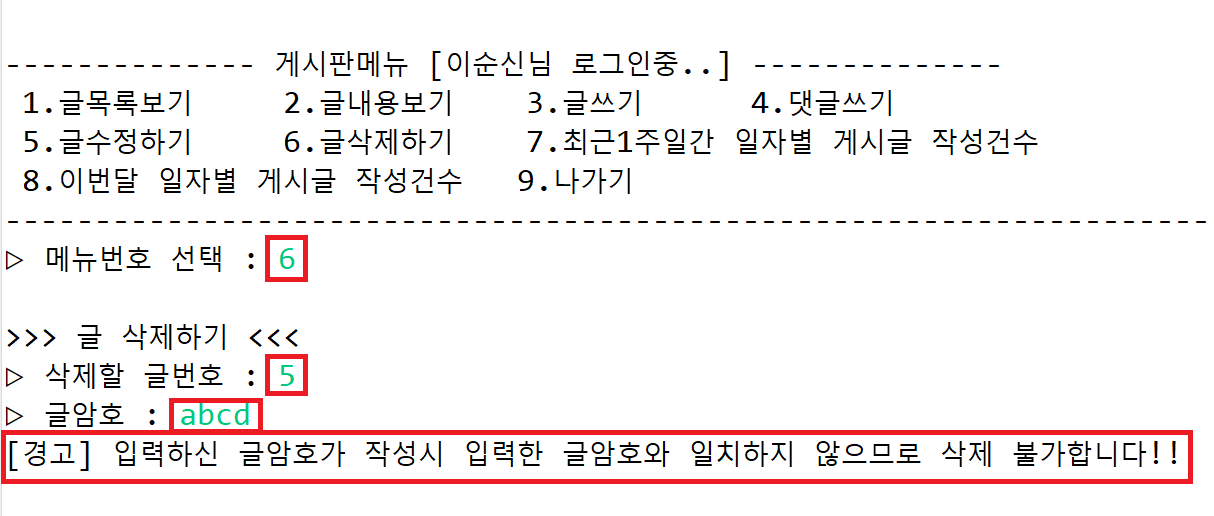 -------------- 게시판메뉴 [이순신님 로그인중..] --------------
1.글목록보기 2.글내용보기 3.글쓰기 4.댓글쓰기
5.글수정하기 6.글삭제하기 7.최근1주일간 일자별 게시글 작성건수
8.이번달 일자별 게시글 작성건수 9.나가기
--------------------------------------------------------------------
▷ 메뉴번호 선택 : 6
>>> 글 삭제하기 <<<
▷ 삭제할 글번호 : 5
▷ 글암호 : abcd
[경고] 입력하신 글암호가 작성시 입력한 글암호와 일치하지 않으므로 삭제 불가합니다!!